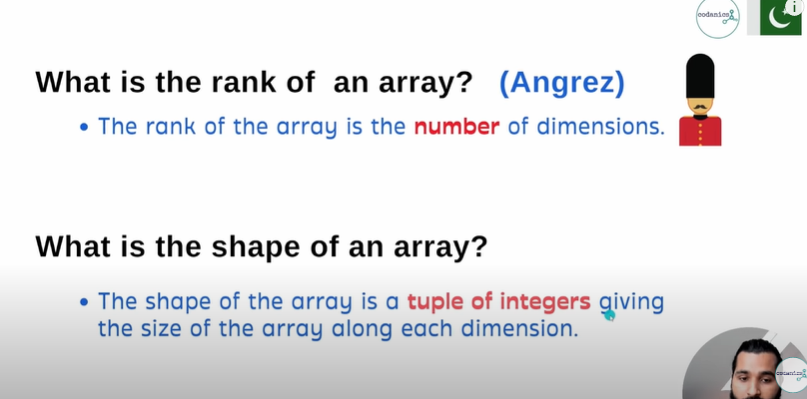 codanics
i
What is the rank of an array? (Angrez)
• The rank of the array is the number of dimensions.
What is the shape of an array?
• The shape of the array is a tuple of integers giving
the size of the array along each dimension.
codanics